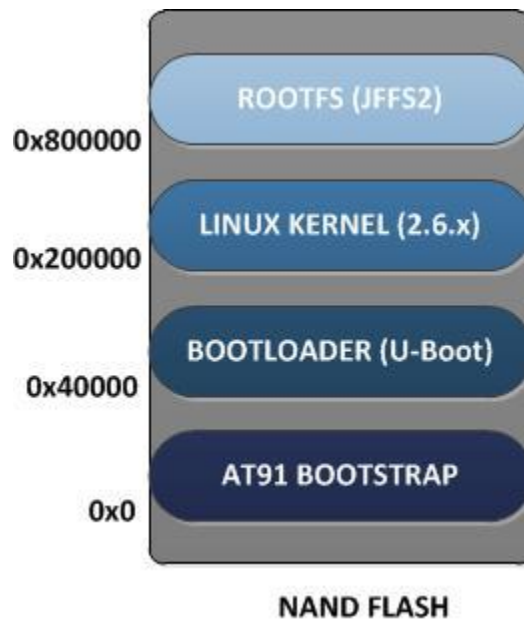 ROOTFS (JFFS2)
0x800000
LINUX KERNEL (2.6.x)
0x200000
BOOTLOADER (U-Boot)
0x40000
AT91 BOOTSTRAP
0x0
NAND FLASH